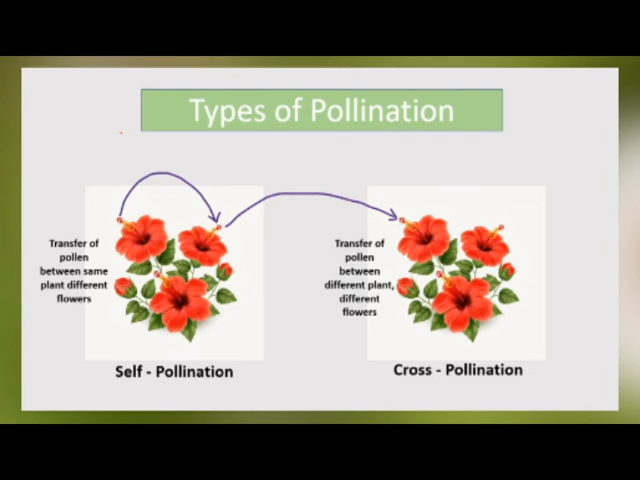 Types of Pollination
Transfer of
pollen
between same
plant different
flowers
Self - Pollination
Transfer of
pollen
between
different plant,
different
flowers
Cross - Pollination